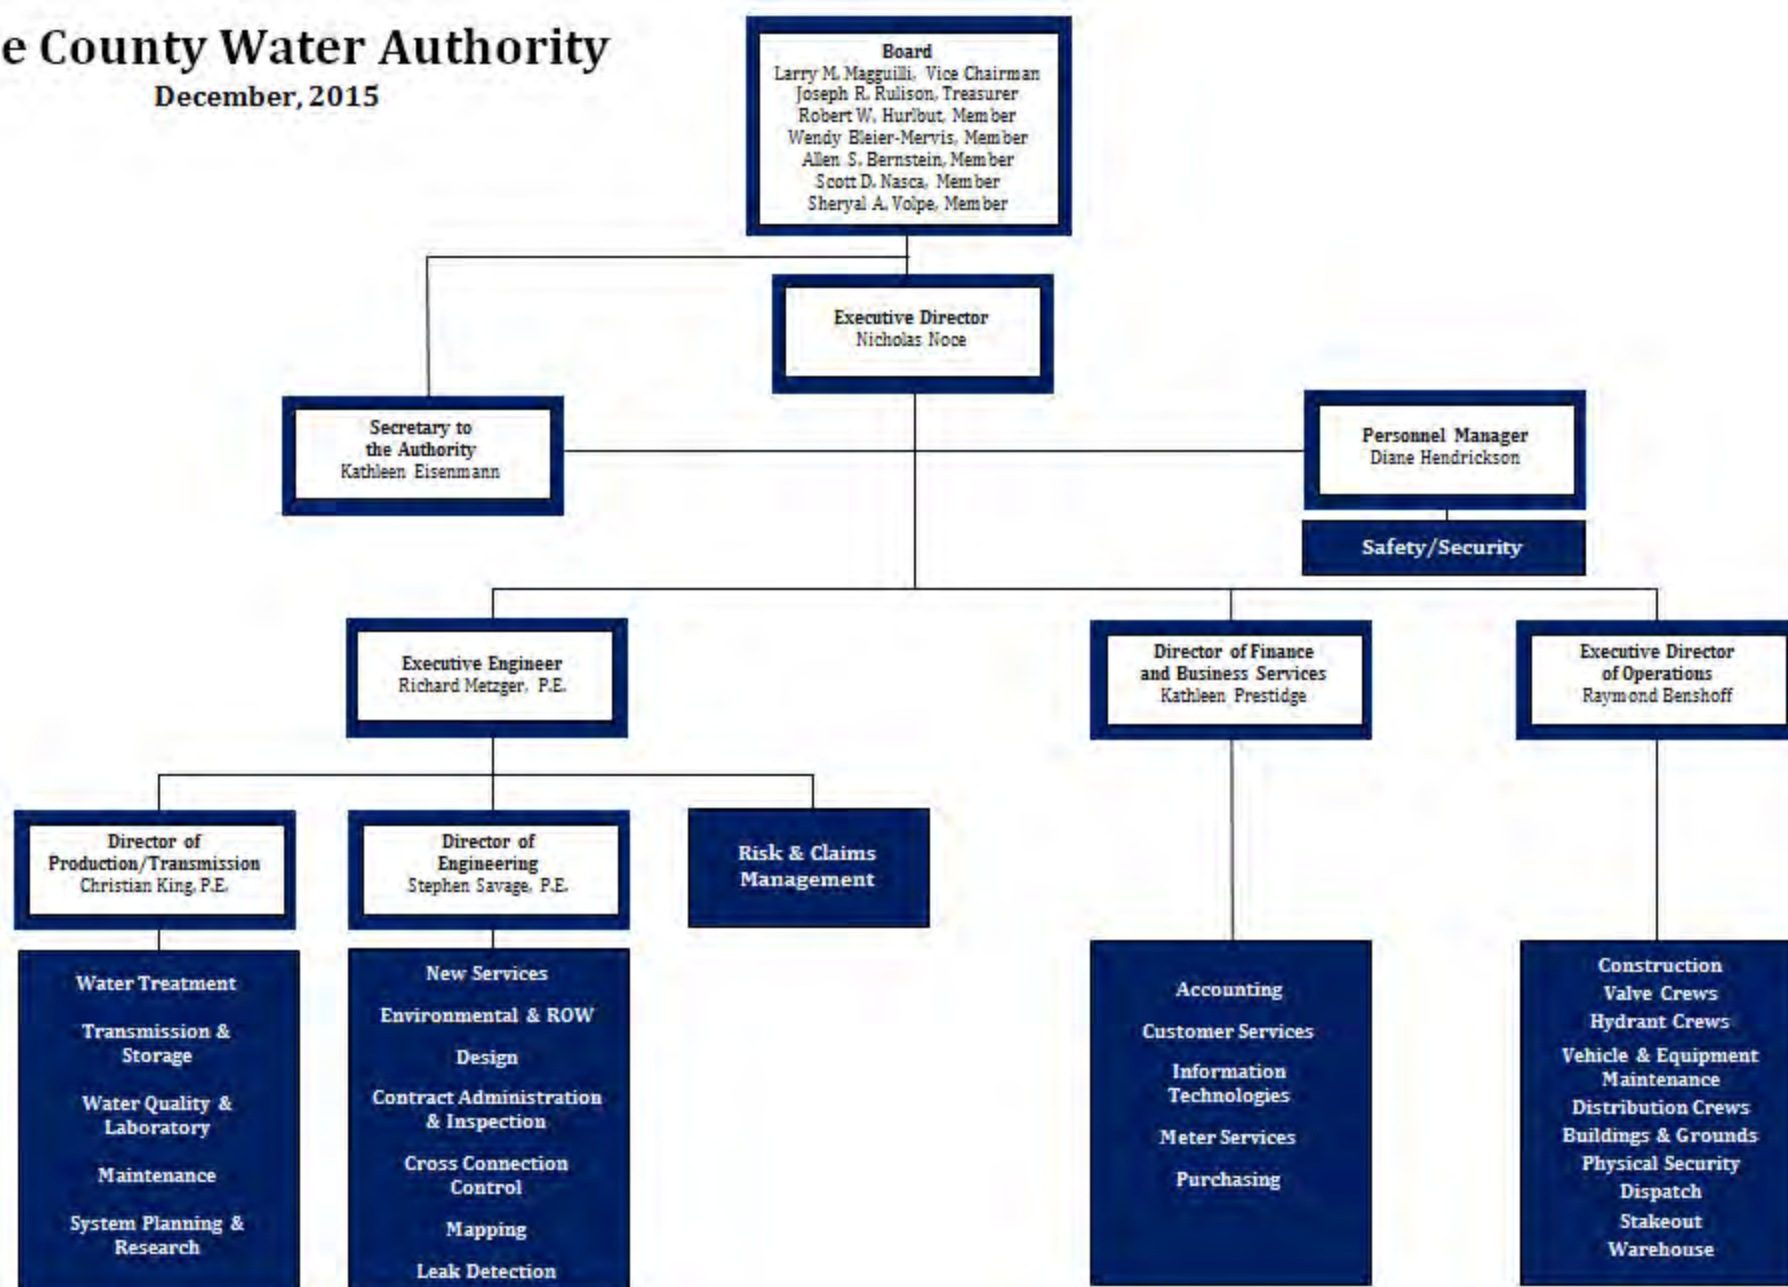 e County Water Authority
December, 2015
Board
Larry M. Magguilli, Vice Chairman
Joseph R. Rulison, Treasurer
Robert W. Hurlbut, Member
Wendy Bleier-Mervis, Member
Allen S. Bernstein, Member
Scott D. Nasca, Member
Sheryal A. Volpe, Member
Executive Director
Nicholas Noce
Secretary to
the Authority
Kathleen Eisenmann
Personnel Manager
Diane Hendrickson
Safety/Security
Executive Engineer
Richard Metzger, P.E.
Director of Finance
and Business Services
Kathleen Prestidge
Executive Director
of Operations
Raymond Benshoff
Director of
Production/Transmission
Christian King, P.E.
Director of
Engineering
Stephen Savage, P.E.
Risk & Claims
Management
Water Treatment
Transmission &
Storage
Water Quality &
Laboratory
Maintenance
System Planning &
Research
New Services
Environmental & ROW
Design
Contract Administration
& Inspection
Cross Connection
Control
Mapping
Leak Detection
Accounting
Customer Services
Information
Technologies
Meter Services
Purchasing
Construction
Valve Crews
Hydrant Crews
Vehicle & Equipment
Maintenance
Distribution Crews
Buildings & Grounds
Physical Security
Dispatch
Stakeout
Warehouse